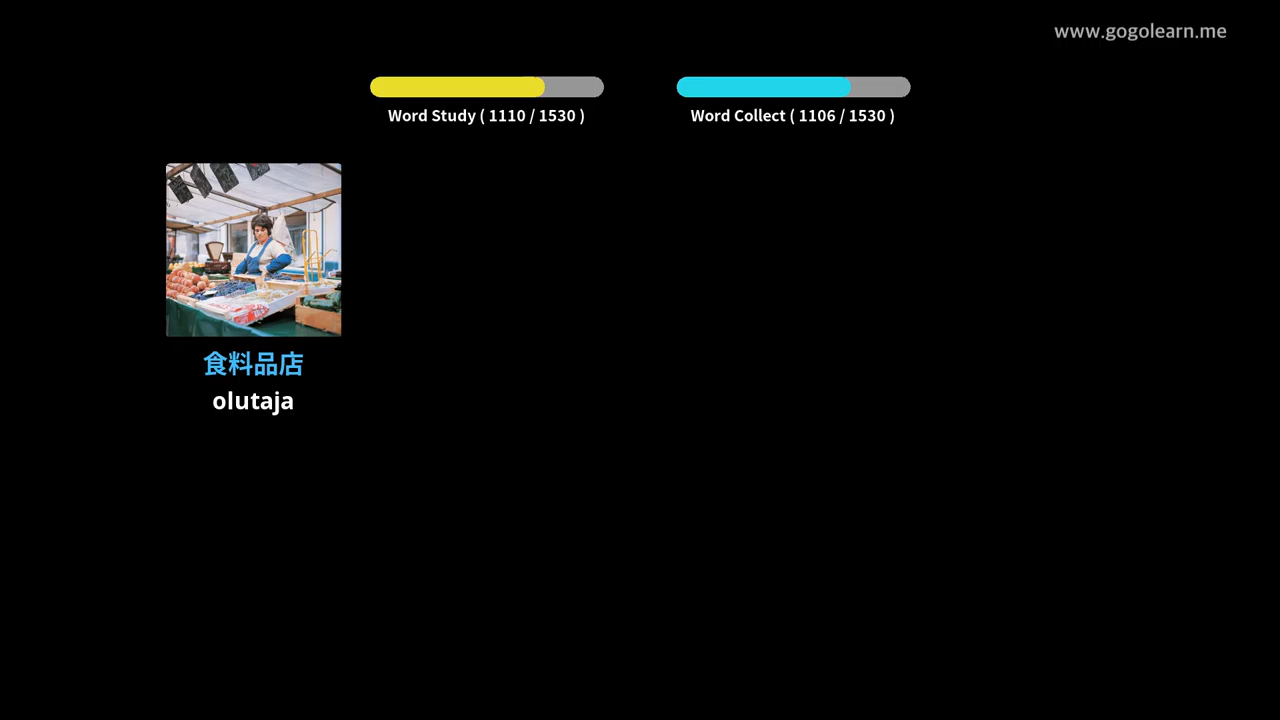 www.gogolearn.me
Word Study ( 1110 / 1530 )
Word Collect ( 1106 / 1530 )
食料品店
olutaja